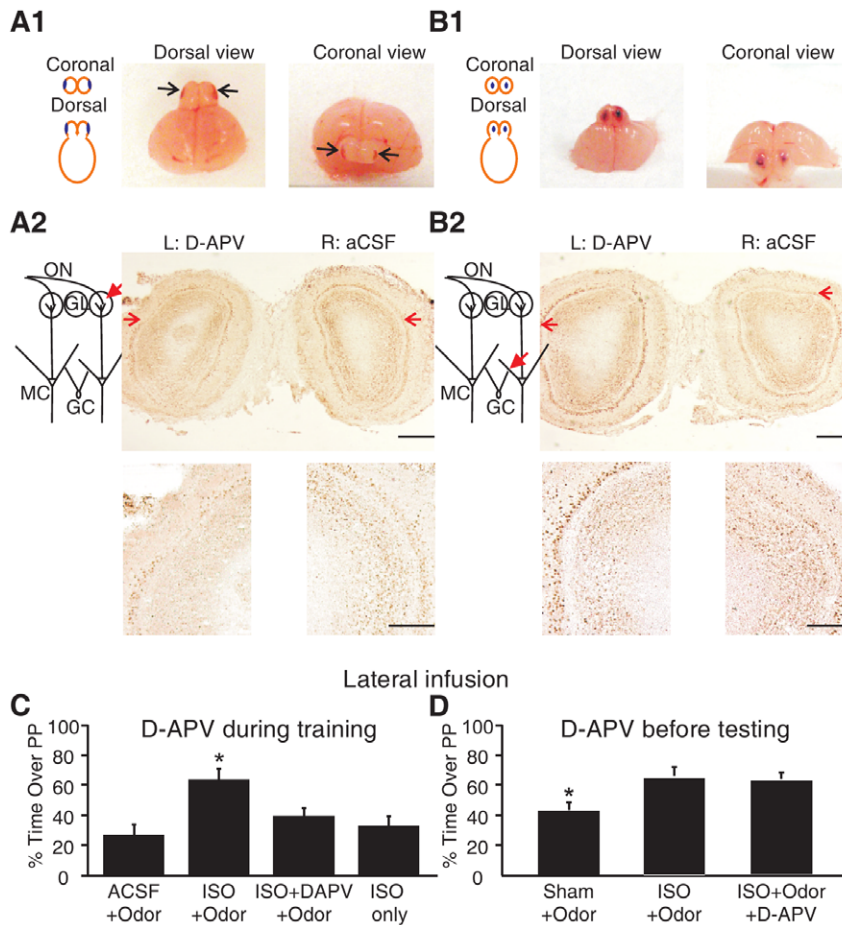 A1
Dorsal view
Coronal view
Coronal
Dorsal
B1
Dorsal view
Coronal view
Coronal
Dorsal
A2
L: D-APV
R: aCSF
ON
GL
MC
GC
B2
L: D-APV
R: aCSF
ON
GL
MC
GC
Lateral infusion
C
D-APV during training
% Time Over PP
100
80
60
40
20
0
*
ACSF
+Odor
ISO
+Odor
ISO+DAPV
+Odor
ISO
only
D
D-APV before testing
% Time Over PP
100
80
60
40
20
0
*
Sham
+Odor
ISO
+Odor
ISO+Odor
+D-APV